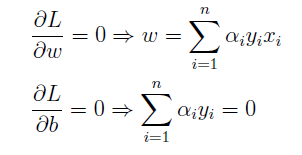 ∂L/∂w = 0 ⇒ w = ∑_{i=1}^{n} α_i y_i x_i
∂L/∂b = 0 ⇒ ∑_{i=1}^{n} α_i y_i = 0